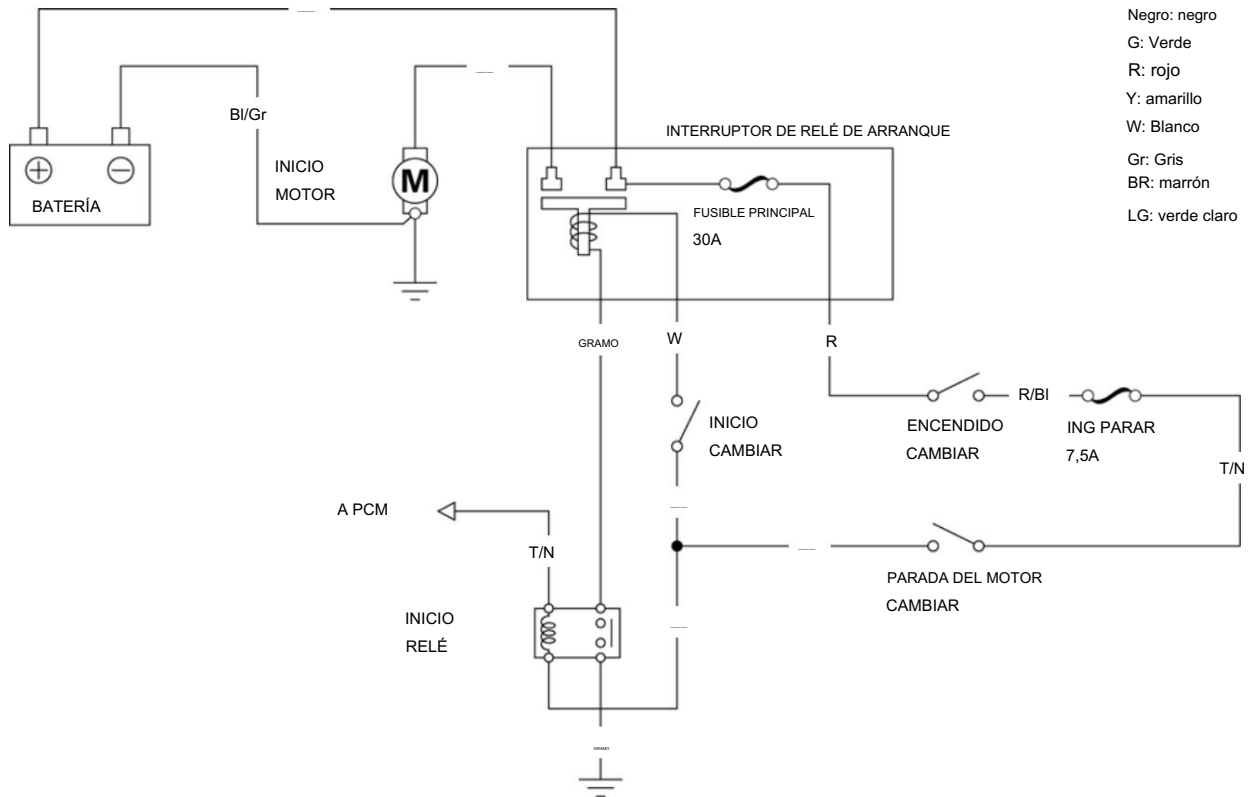 Negro: negro
G: Verde
R: rojo
Y: amarillo
W: Blanco
Gr: Gris
BR: marrón
LG: verde claro
Bl/Gr
BATERÍA
INICIO
MOTOR
M
INTERRUPTOR DE RELÉ DE ARRANQUE
FUSIBLE PRINCIPAL
30A
GRAMO
W
R
INICIO
CAMBIAR
ENCENDIDO
CAMBIAR
R/Bl
ING PARAR
7,5A
T/N
A PCM
T/N
PARADA DEL MOTOR
CAMBIAR
INICIO
RELÉ
GRAMO